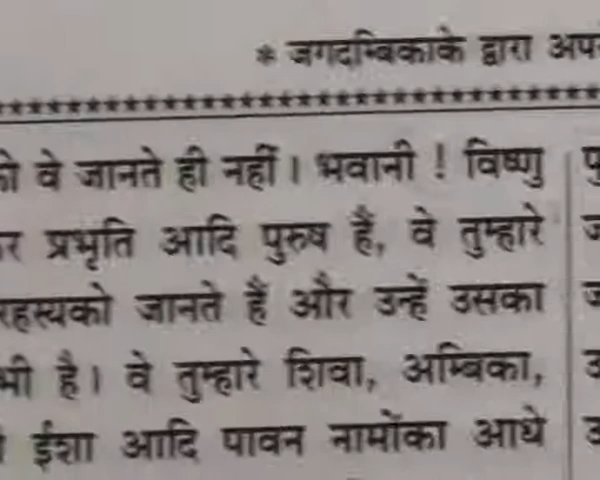 * जगदम्बिकाके द्वारा
वे जानते ही नहीं। भवानी ! विष्णु
प्रभृति आदि पुरुष हैं, वे तुम्हारे
रहस्यको जानते हैं और उन्हें उसका
भी है। वे तुम्हारे शिवा, अम्बिका,
ईशा आदि पावन नामोंका आधे